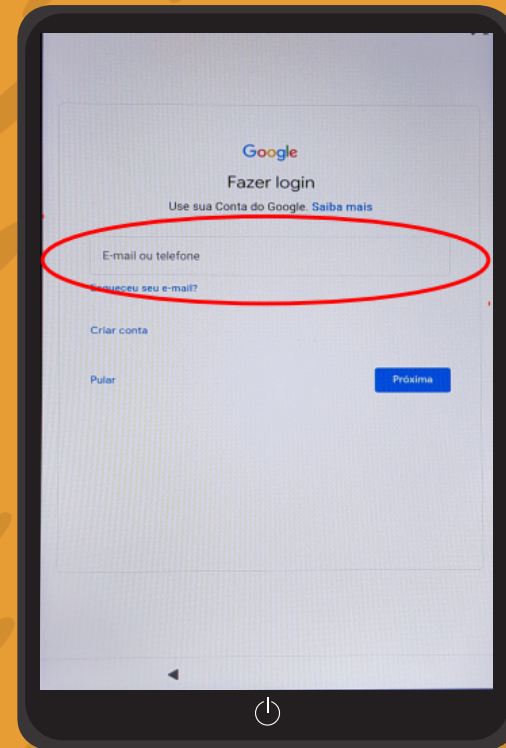 Google
Fazer login
Use sua Conta do Google. Saiba mais
E-mail ou telefone
Esqueceu seu e-mail?
Criar conta
Pular
Próxima